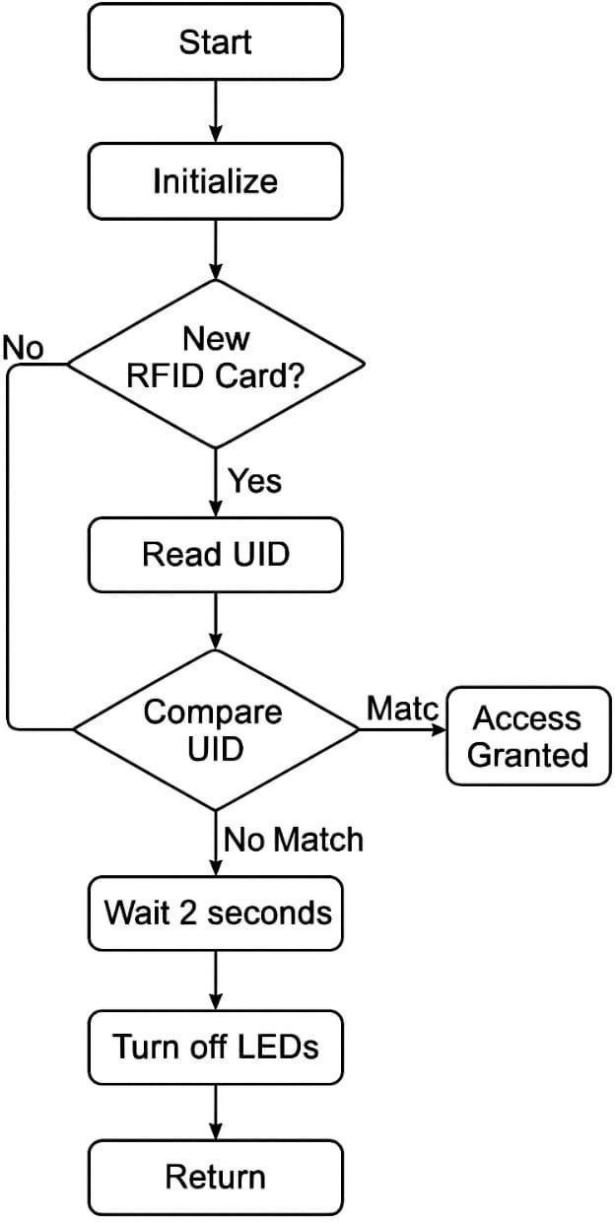 Start
Initialize
New
RFID Card?
No
Yes
Read UID
Compare
UID
Matc
Access
Granted
No Match
Wait 2 seconds
Turn off LEDs
Return